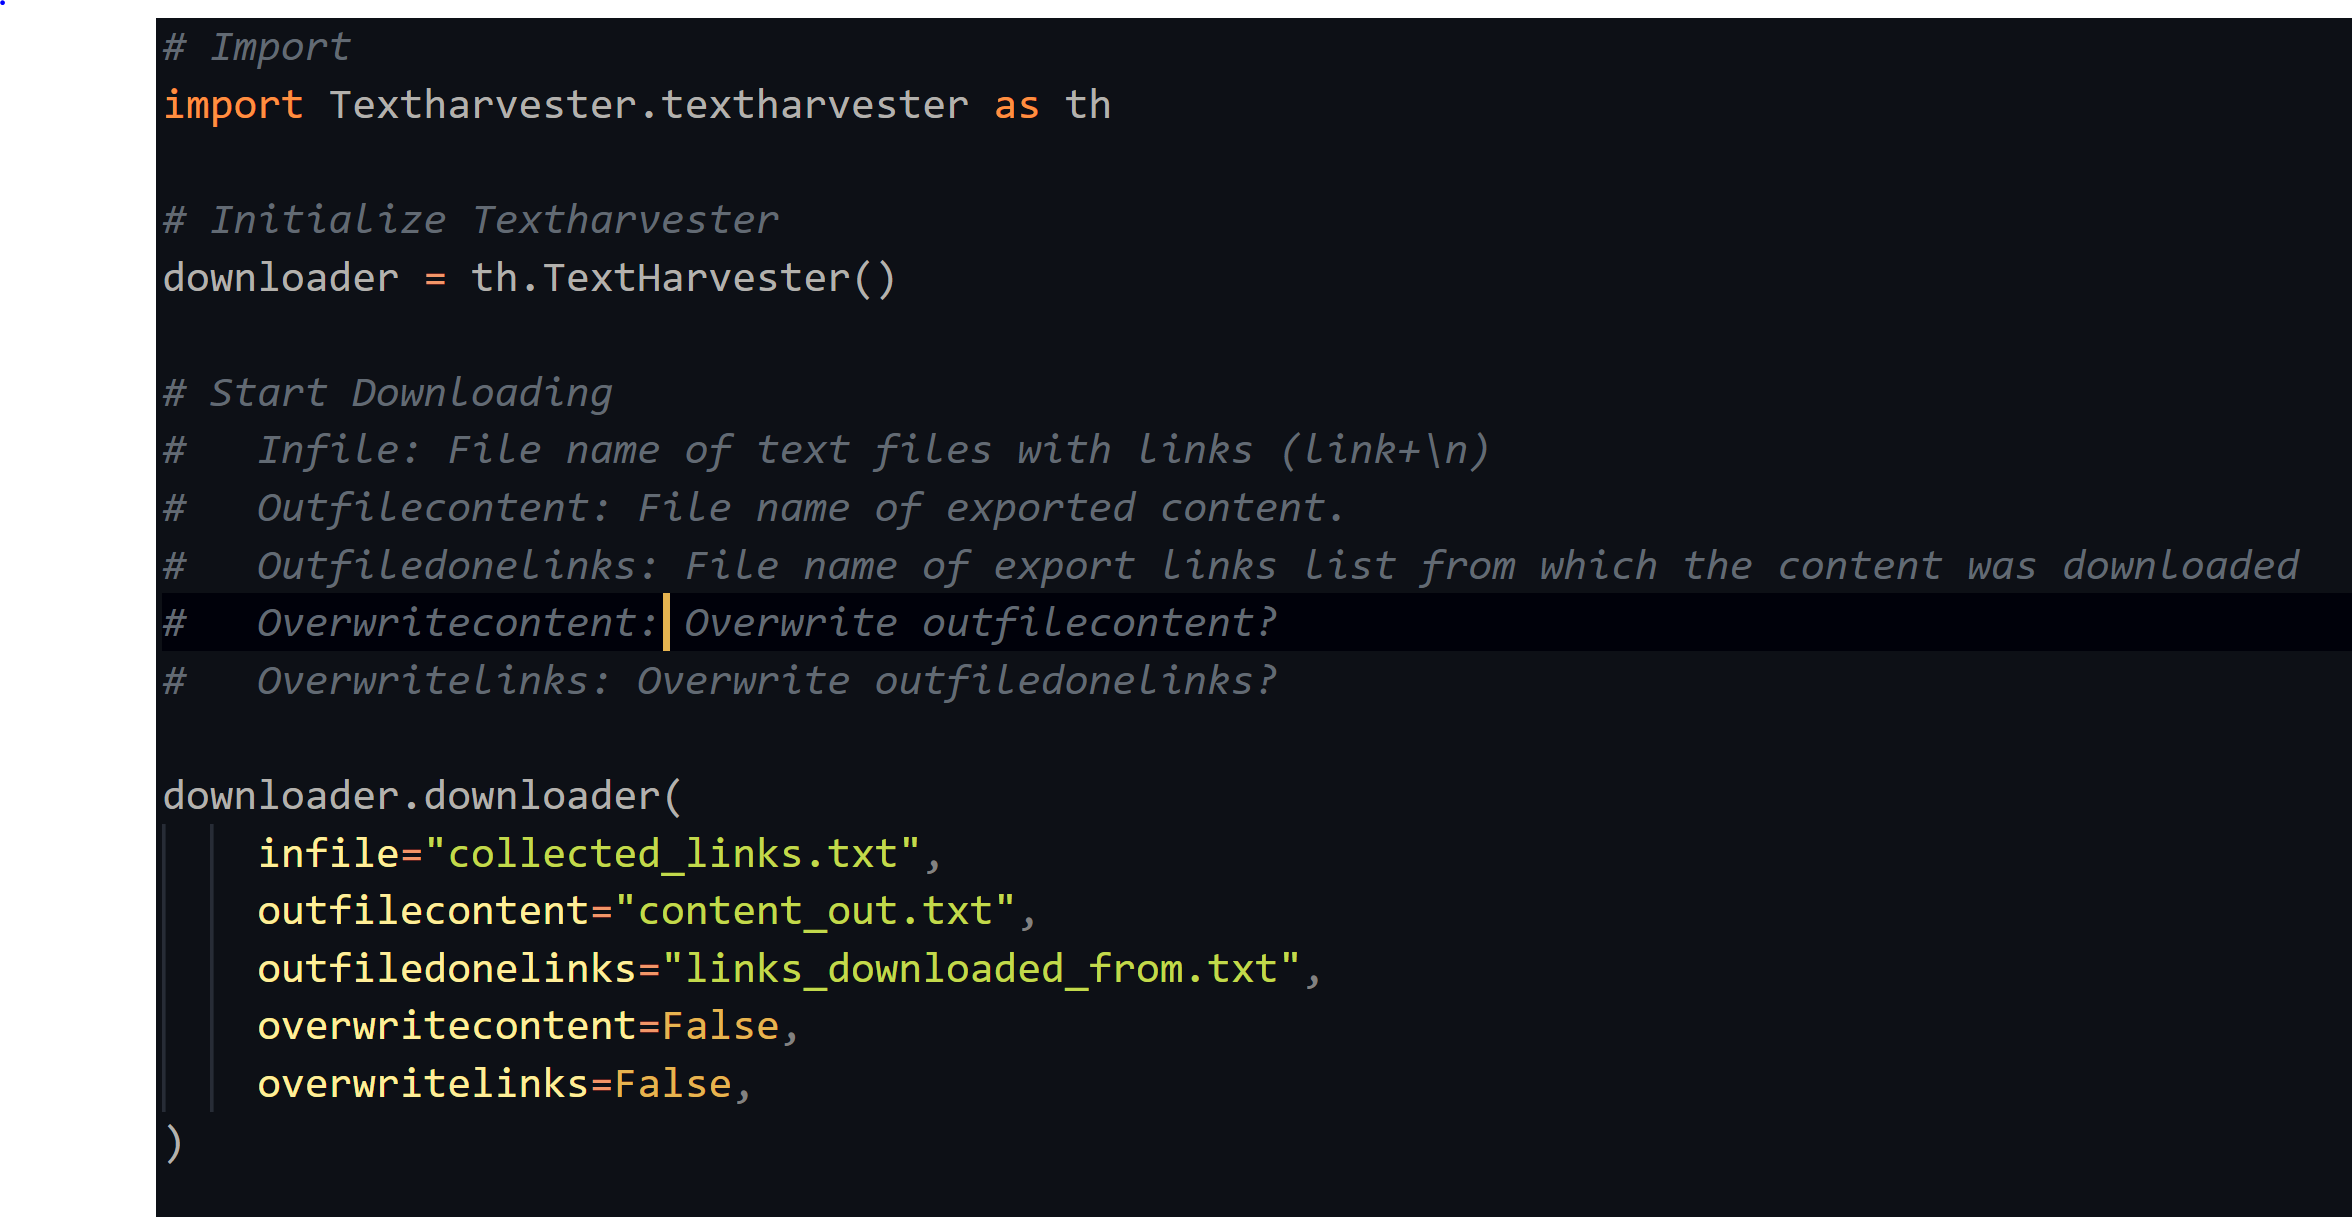 # Import
import Textharvester.textharvester as th
# Initialize Textharvester
downloader = th.TextHarvester()
# Start Downloading
#   Infile: File name of text files with links (link+\n)
#   Outfilecontent: File name of exported content.
#   Outfiledonelinks: File name of export links list from which the content was downloaded
#   Overwritecontent: Overwrite outfilecontent?
#   Overwritelinks: Overwrite outfiledonelinks?
downloader.downloader(
    infile="collected_links.txt",
    outfilecontent="content_out.txt",
    outfiledonelinks="links_downloaded_from.txt",
    overwritecontent=False,
    overwritelinks=False,
)